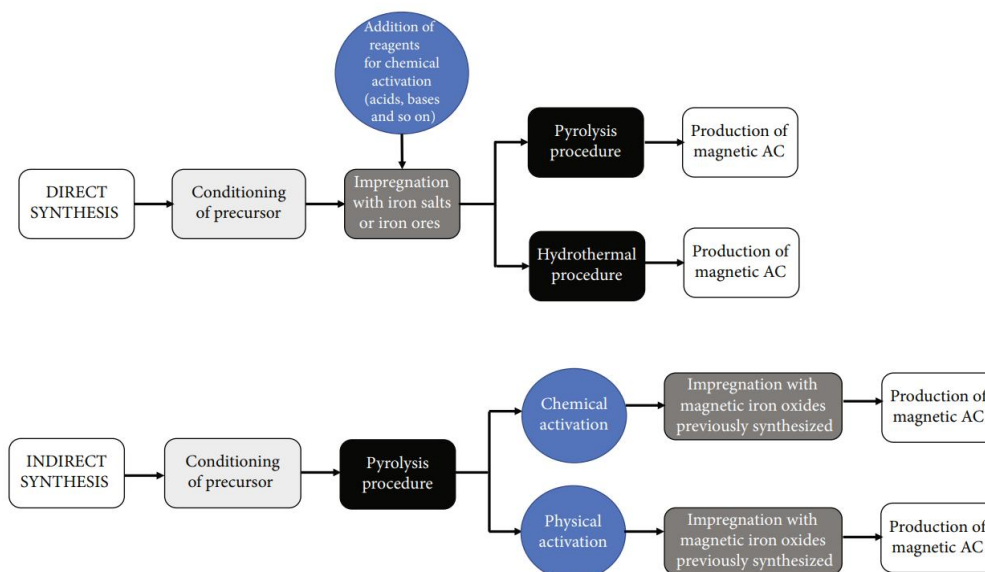 Addition of
reagents
for chemical
activation
(acids, bases
and so on)
Pyrolysis
procedure
Production of
magnetic AC
DIRECT
SYNTHESIS
Conditioning
of precursor
Impregnation
with iron salts
or iron ores
Hydrothermal
procedure
Production of
magnetic AC
Chemical
activation
Impregnation with
magnetic iron oxides
previously synthesized
Production of
magnetic AC
INDIRECT
SYNTHESIS
Conditioning
of precursor
Pyrolysis
procedure
Physical
activation
Impregnation with
magnetic iron oxides
previously synthesized
Production of
magnetic AC